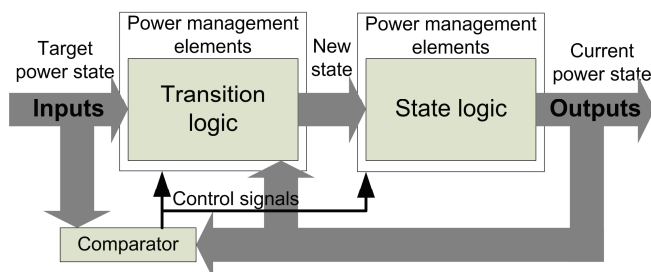 Target
power state
Inputs
Power management
elements
Transition
logic
New
state
Power management
elements
State logic
Current
power state
Outputs
Control signals
Comparator